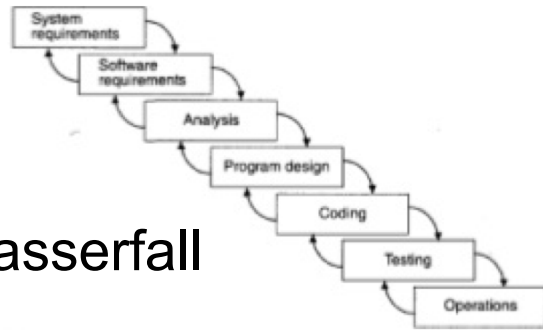 System
requirements
Software
requirements
Analysis
Program design
Coding
asserfall
Testing
Operations